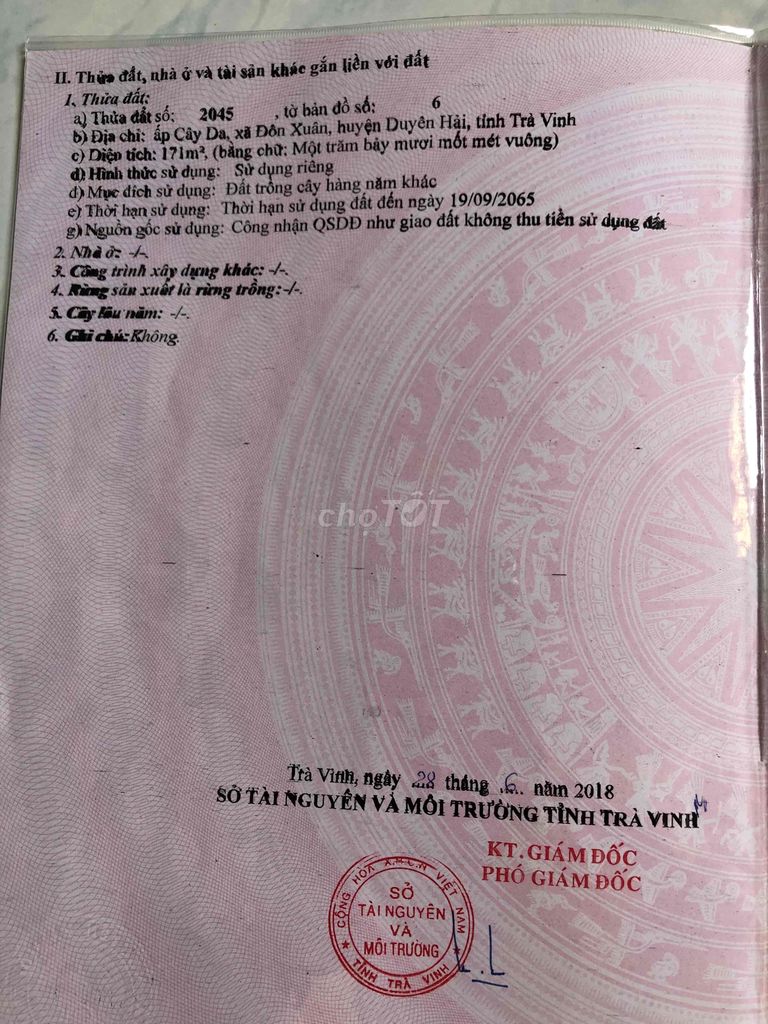 II. Thửa đất, nhà ở và tài sản khác gắn liền với đất
1. Thửa đất:
a) Thửa đất số: 2045 , tờ bản đồ số: 6
b) Địa chỉ: ấp Cây Da, xã Đôn Xuân, huyện Duyên Hải, tỉnh Trà Vinh
c) Diện tích: 171m², (bằng chữ: Một trăm bảy mươi mốt mét vuông)
d) Hình thức sử dụng: Sử dụng riêng
đ) Mục đích sử dụng: Đất trồng cây hàng năm khác
e) Thời hạn sử dụng: Thời hạn sử dụng đất đến ngày 19/09/2065
g) Nguồn gốc sử dụng: Công nhận QSDĐ như giao đất không thu tiền sử dụng đất
2. Nhà ở: -/-.
3. Công trình xây dựng khác: -/-.
4. Rừng sản xuất là rừng trồng: -/-.
5. Cây lâu năm: -/-.
6. Ghi chú: Không.
chợTỐT
Trà Vinh, ngày 28 tháng 6 năm 2018
SỞ TÀI NGUYÊN VÀ MÔI TRƯỜNG TỈNH TRÀ VINH
KT. GIÁM ĐỐC
PHÓ GIÁM ĐỐC
CỘNG HÒA X.H.C.N VIỆT NAM
SỞ
TÀI NGUYÊN
VÀ
MÔI TRƯỜNG
TỈNH TRÀ VINH